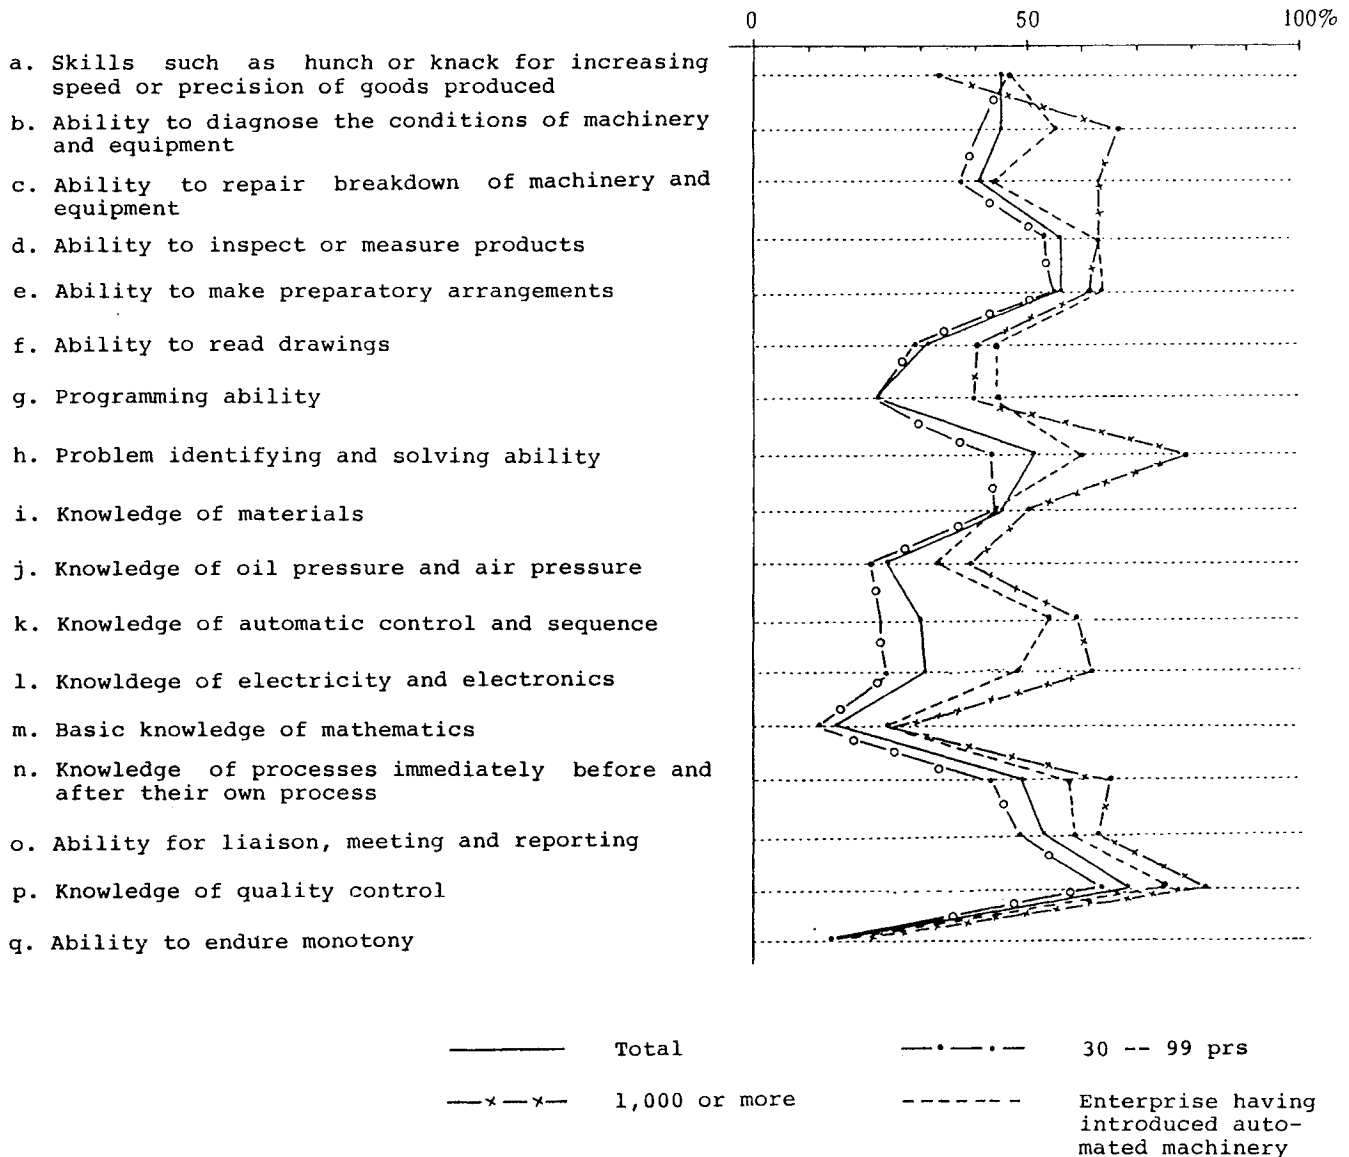 0 50 100%
a. Skills such as hunch or knack for increasing
speed or precision of goods produced
b. Ability to diagnose the conditions of machinery
and equipment
c. Ability to repair breakdown of machinery and
equipment
d. Ability to inspect or measure products
e. Ability to make preparatory arrangements
f. Ability to read drawings
g. Programming ability
h. Problem identifying and solving ability
i. Knowledge of materials
j. Knowledge of oil pressure and air pressure
k. Knowledge of automatic control and sequence
l. Knowldege of electricity and electronics
m. Basic knowledge of mathematics
n. Knowledge of processes immediately before and
after their own process
o. Ability for liaison, meeting and reporting
p. Knowledge of quality control
q. Ability to endure monotony
Total
30 -- 99 prs
1,000 or more
Enterprise having
introduced auto-
mated machinery